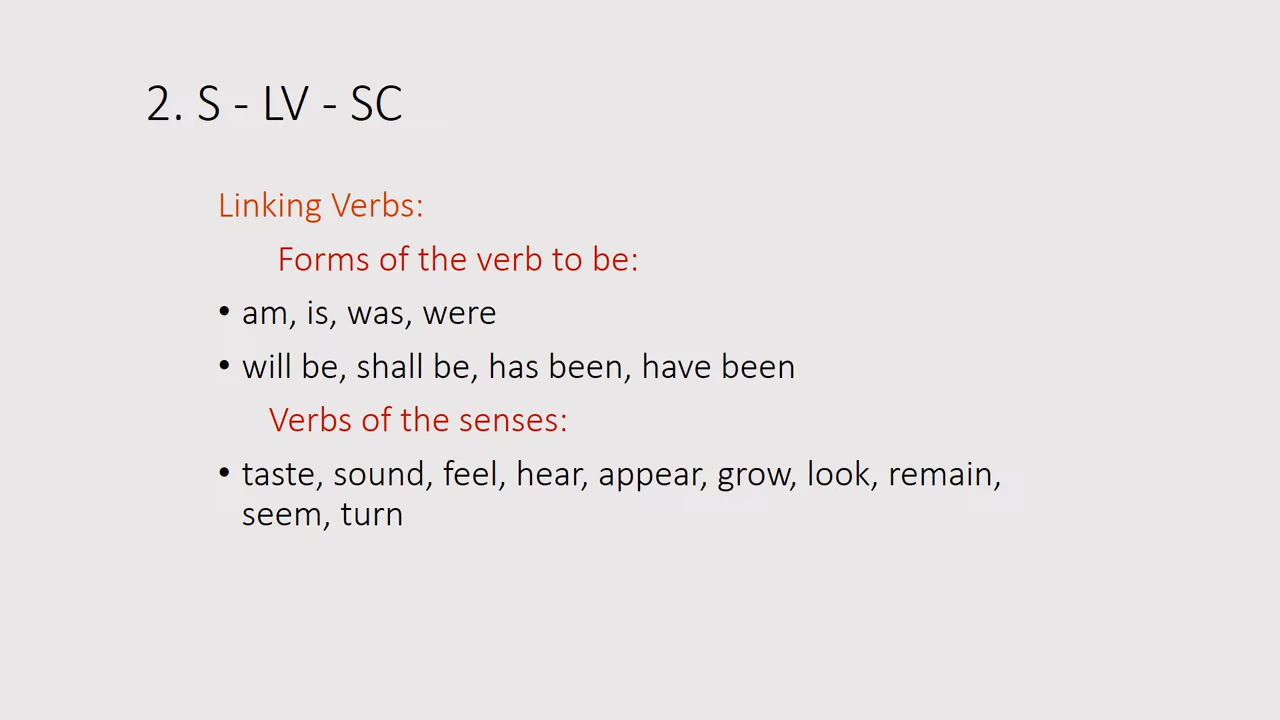 2. S - LV - SC
Linking Verbs:
Forms of the verb to be:
• am, is, was, were
• will be, shall be, has been, have been
Verbs of the senses:
• taste, sound, feel, hear, appear, grow, look, remain,
seem, turn